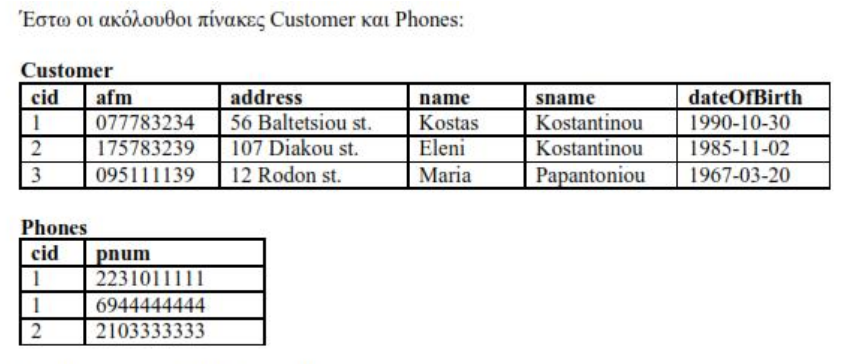 Έστω οι ακόλουθοι πίνακες Customer και Phones:
Customer
cid afm address name sname dateOfBirth
1 077783234 56 Baltetsiou st. Kostas Kostantinou 1990-10-30
2 175783239 107 Diakou st. Eleni Kostantinou 1985-11-02
3 095111139 12 Rodon st. Maria Papantoniou 1967-03-20
Phones
cid pnum
1 2231011111
1 6944444444
2 2103333333